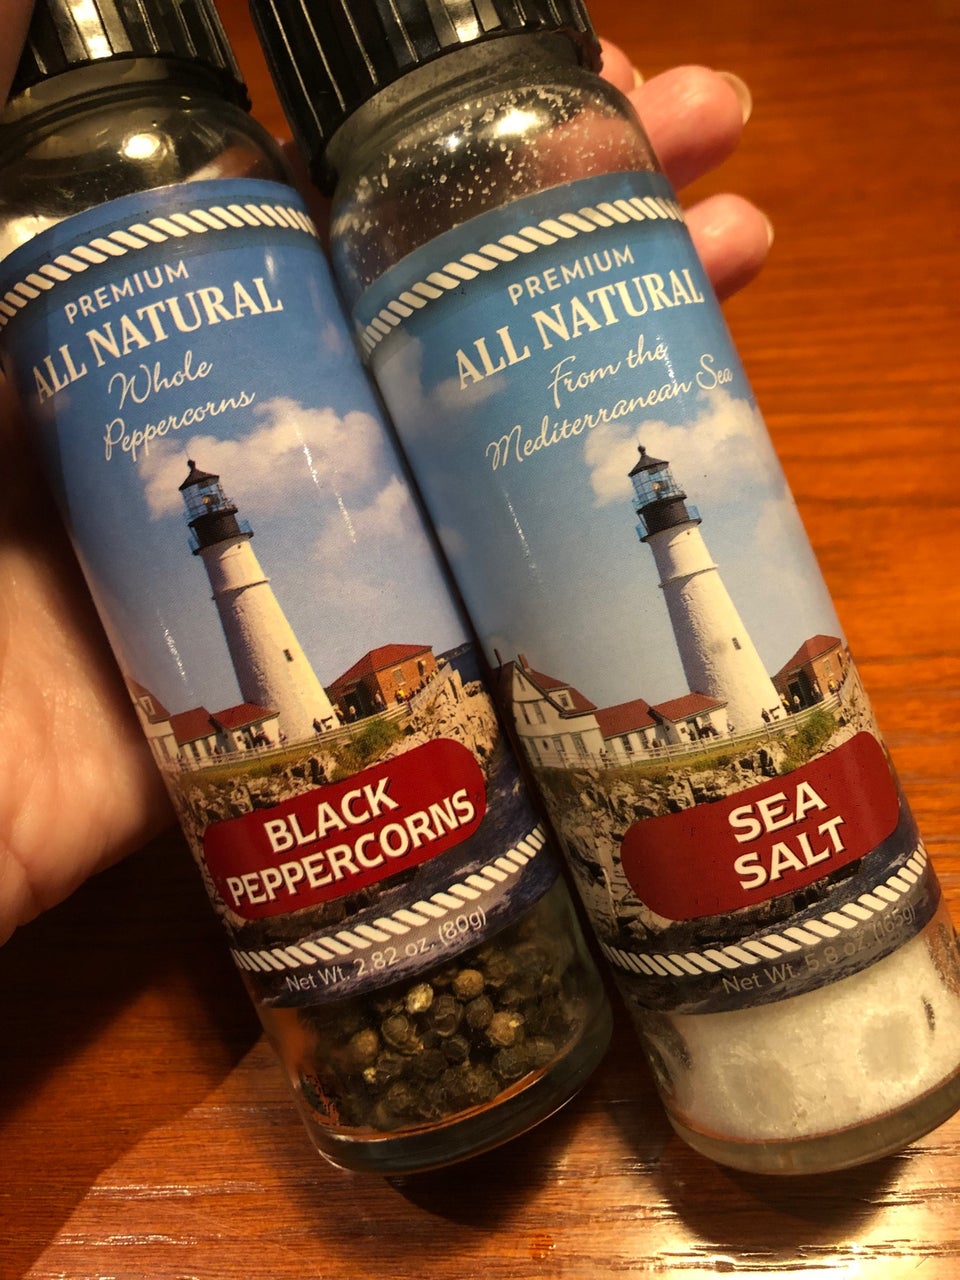 PREMIUM
ALL NATURAL
Whole
Peppercorns
BLACK
PEPPERCORNS
Net Wt. 2.82 oz. (80g)
PREMIUM
ALL NATURAL
From the
Mediterranean Sea
SEA
SALT
Net Wt. 5.8 oz. (165g)